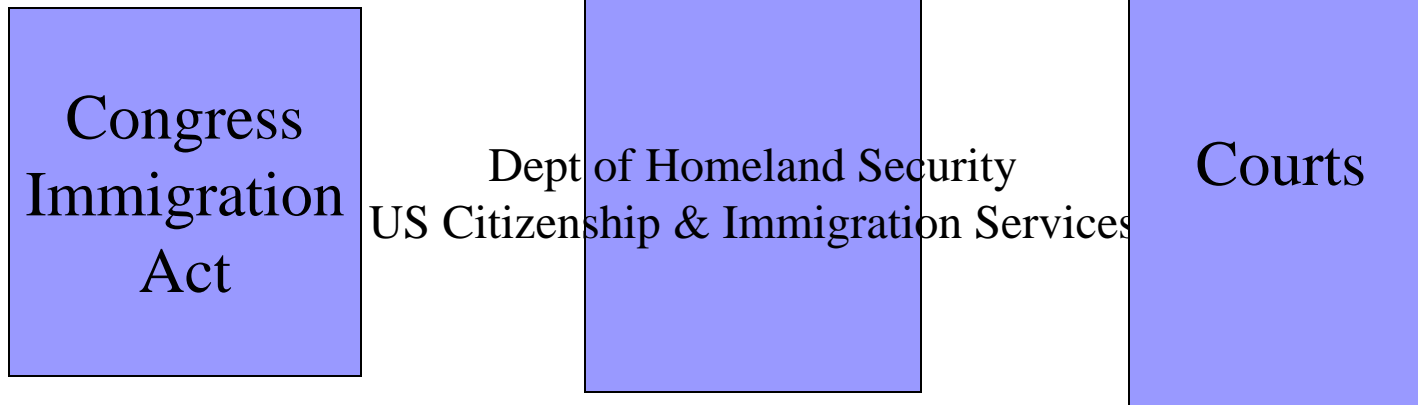 Congress
Immigration
Act
Dept of Homeland Security
US Citizenship & Immigration Services
Courts